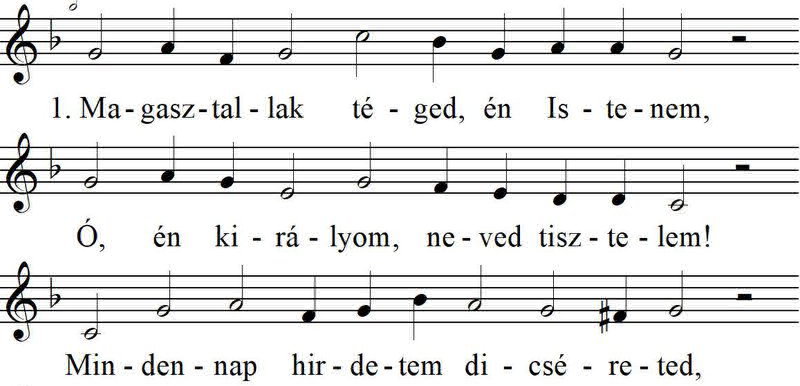 1. Ma - gasz - tal - lak té - ged, én Is - te - nem,
Ó, én ki - rá - lyom, ne - ved tisz - te - lem!
Min - den - nap hir - de - tem di - csé - re - ted,